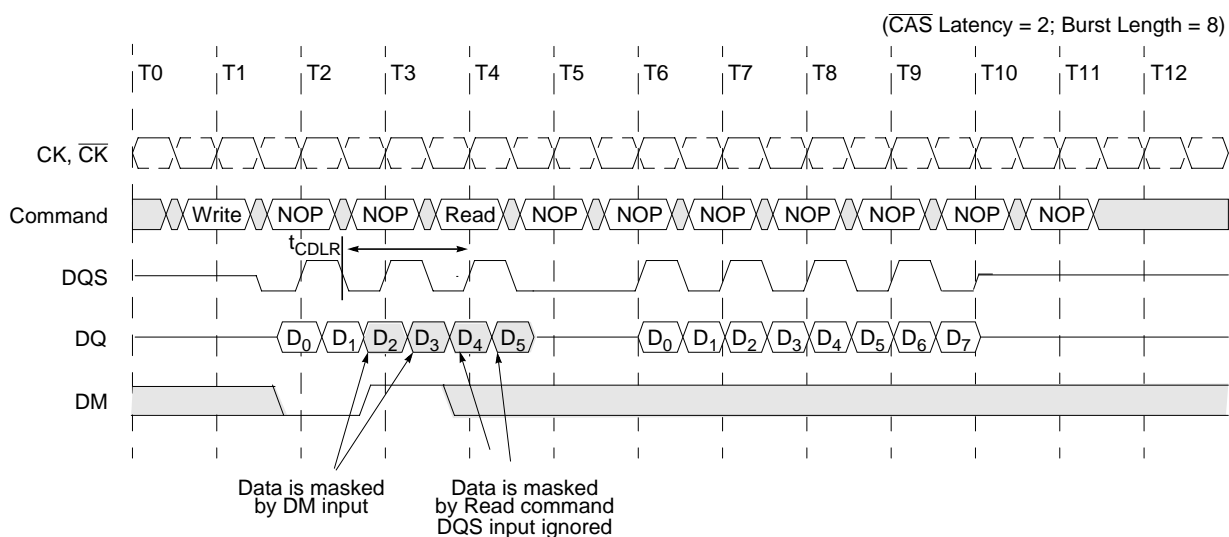 (CAS Latency = 2; Burst Length = 8)
T0 T1 T2 T3 T4 T5 T6 T7 T8 T9 T10 T11 T12
CK, CK
Command Write NOP NOP Read NOP NOP NOP NOP NOP NOP NOP
tCDLR
DQS
DQ D0 D1 D2 D3 D4 D5 D0 D1 D2 D3 D4 D5 D6 D7
DM
Data is masked
by DM input
Data is masked
by Read command
DQS input ignored